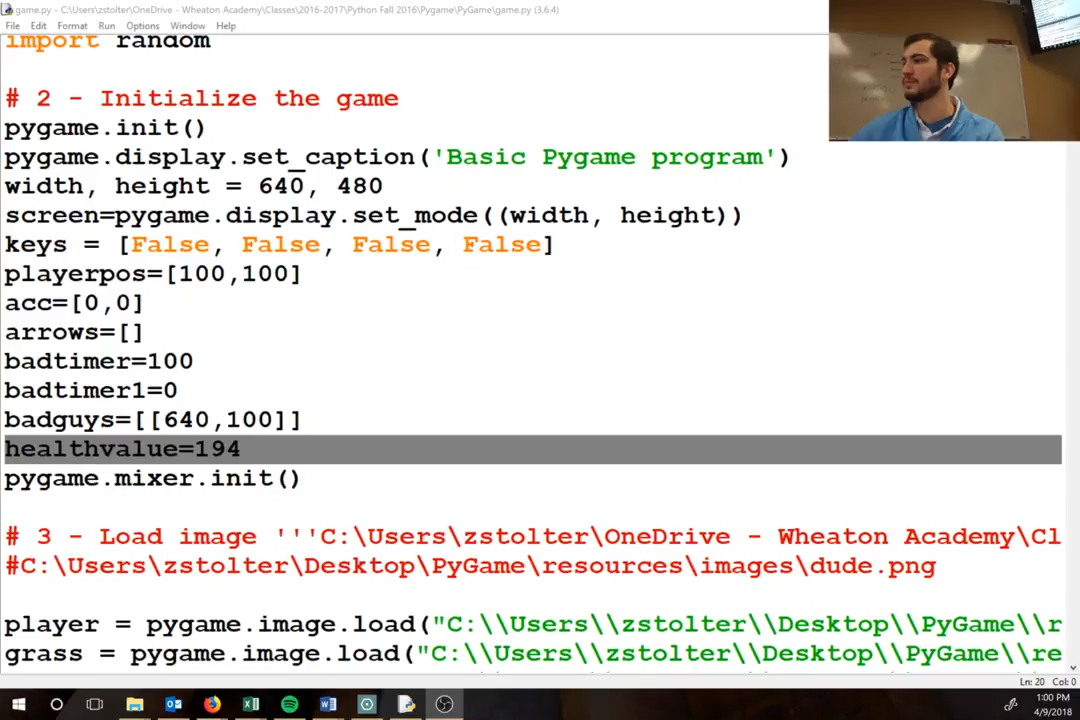 game.py - C:\Users\zstolter\OneDrive - Wheaton Academy\Classes\2016-2017\Python Fall 2016\Pygame\PyGame\game.py (3.6.4)
File Edit Format Run Options Window Help
import random
# 2 - Initialize the game
pygame.init()
pygame.display.set_caption('Basic Pygame program')
width, height = 640, 480
screen=pygame.display.set_mode((width, height))
keys = [False, False, False, False]
playerpos=[100,100]
acc=[0,0]
arrows=[]
badtimer=100
badtimer1=0
badguys=[[640,100]]
healthvalue=194
pygame.mixer.init()
# 3 - Load image '''C:\Users\zstolter\OneDrive - Wheaton Academy\Cl
#C:\Users\zstolter\Desktop\PyGame\resources\images\dude.png
player = pygame.image.load("C:\\Users\\zstolter\\Desktop\\PyGame\\r
grass = pygame.image.load("C:\\Users\\zstolter\\Desktop\\PyGame\\re
Ln: 20 Col: 0
1:00 PM
4/9/2018